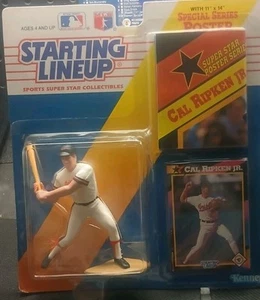 AGES 4 AND UP
WITH 11" x 14"
SPECIAL SERIES
POSTER
STARTING
LINEUP
SPORTS SUPER STAR COLLECTIBLES
SUPER STAR
POSTER SERIES
CAL RIPKEN JR.
CAL RIPKEN JR.
Kenner